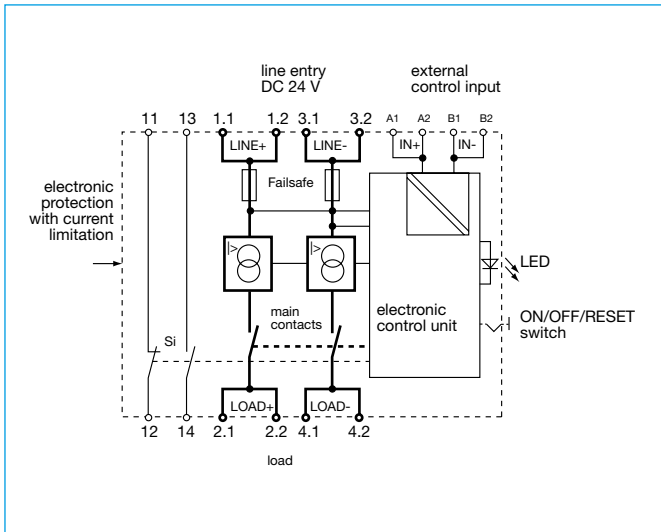 line entry
DC 24 V
external
control input
11
13
1.1
1.2
3.1
3.2
A1
A2
B1
B2
LINE+
LINE-
IN+
IN-
Failsafe
electronic
protection
with current
limitation
I>
I>
LED
main
contacts
electronic
control unit
ON/OFF/RESET
switch
Si
LOAD+
LOAD-
12
14
2.1
2.2
4.1
4.2
load